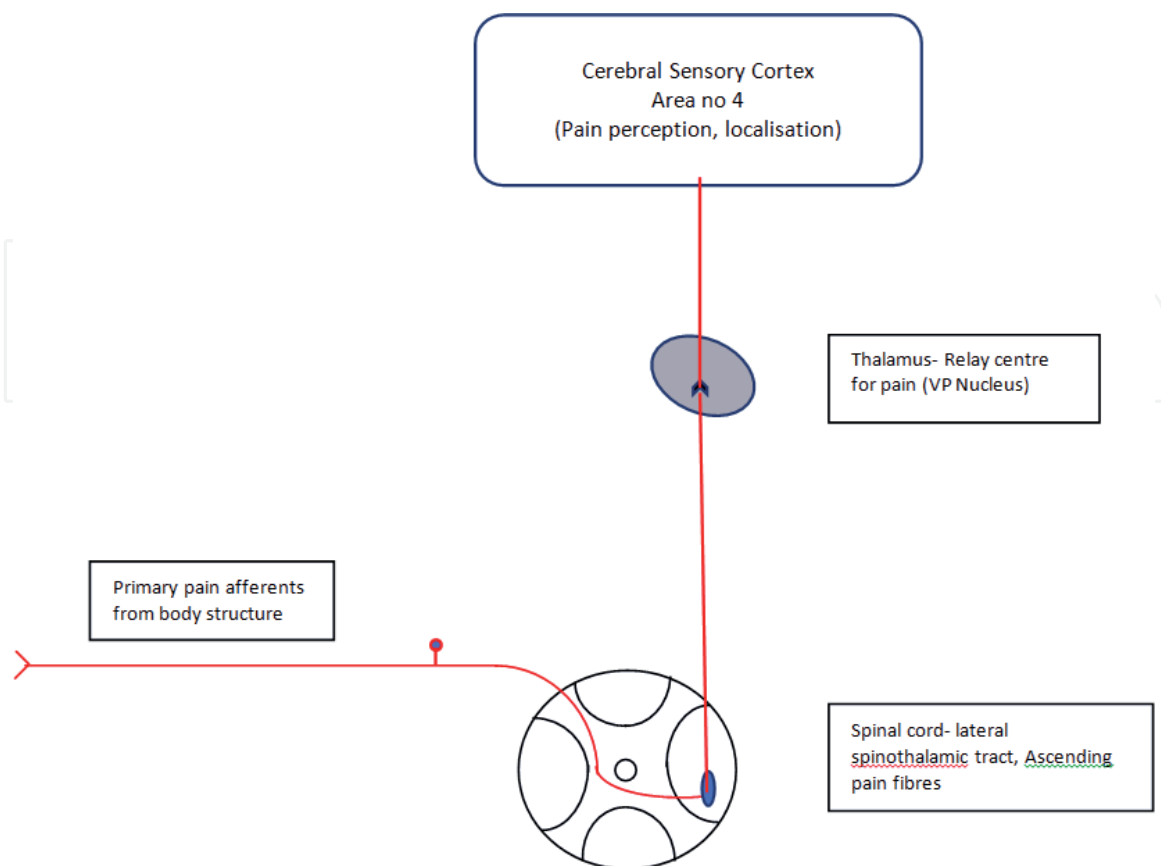 Cerebral Sensory Cortex
Area no 4
(Pain perception, localisation)
Thalamus- Relay centre
for pain (VP Nucleus)
Primary pain afferents
from body structure
Spinal cord- lateral
spinothalamic tract, Ascending
pain fibres